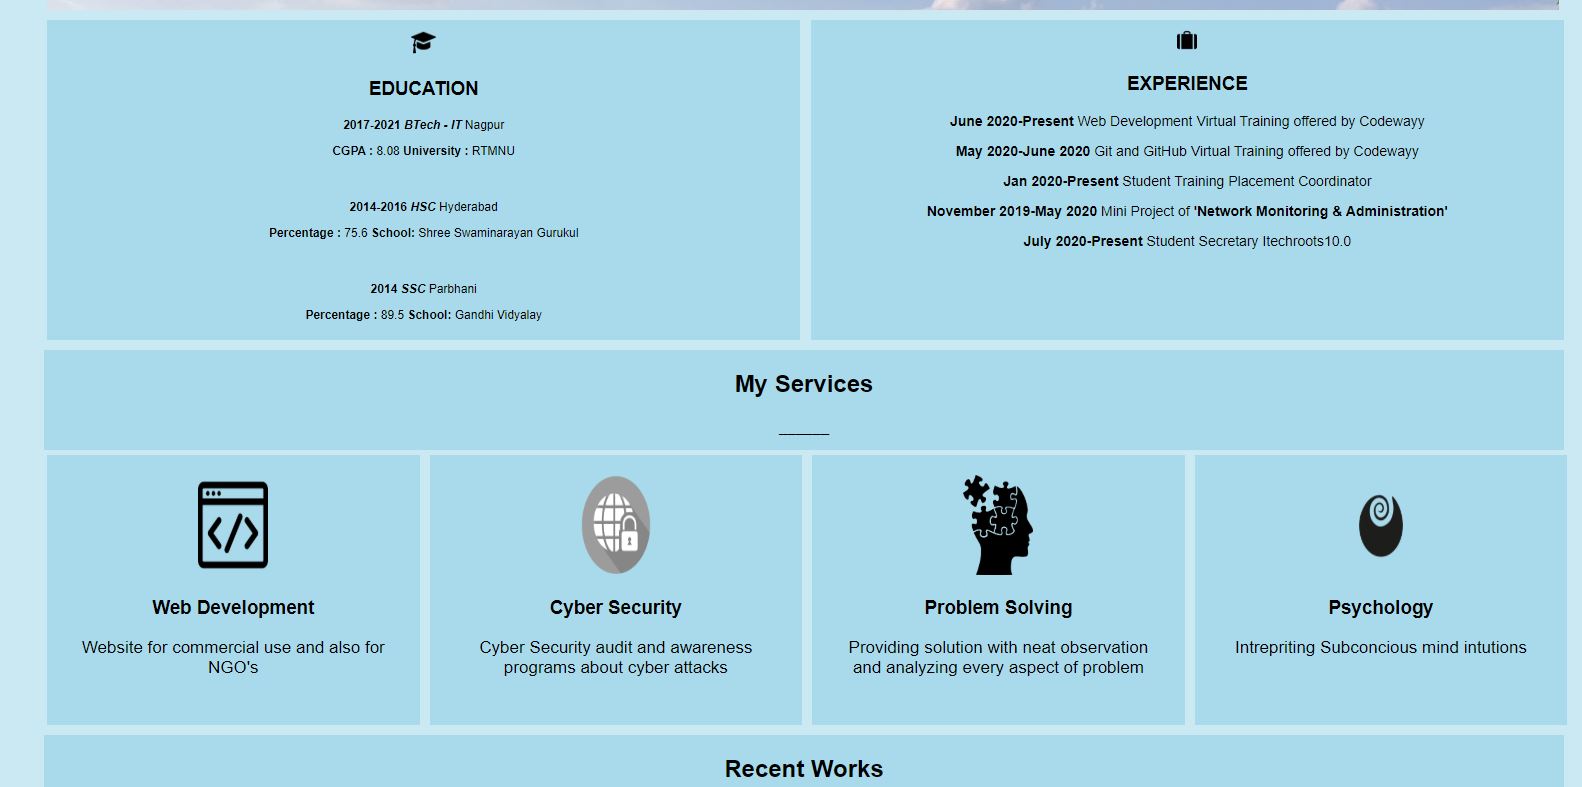 EDUCATION
2017-2021 BTech - IT Nagpur
CGPA : 8.08 University : RTMNU
2014-2016 HSC Hyderabad
Percentage : 75.6 School: Shree Swaminarayan Gurukul
2014 SSC Parbhani
Percentage : 89.5 School: Gandhi Vidyalay
EXPERIENCE
June 2020-Present Web Development Virtual Training offered by Codewayy
May 2020-June 2020 Git and GitHub Virtual Training offered by Codewayy
Jan 2020-Present Student Training Placement Coordinator
November 2019-May 2020 Mini Project of 'Network Monitoring & Administration'
July 2020-Present Student Secretary Itechroots10.0
My Services
Web Development
Website for commercial use and also for
NGO's
Cyber Security
Cyber Security audit and awareness
programs about cyber attacks
Problem Solving
Providing solution with neat observation
and analyzing every aspect of problem
Psychology
Intrepriting Subconcious mind intutions
Recent Works